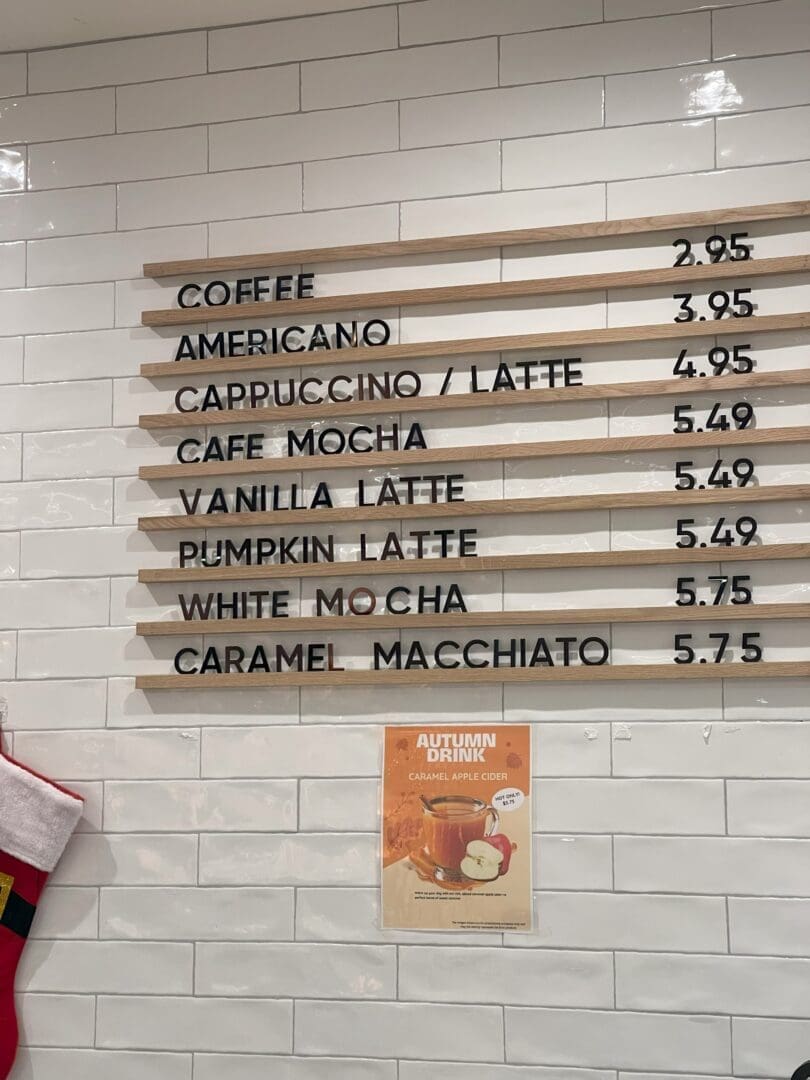 COFFEE 2.95
AMERICANO 3.95
CAPPUCCINO / LATTE 4.95
CAFE MOCHA 5.49
VANILLA LATTE 5.49
PUMPKIN LATTE 5.49
WHITE MOCHA 5.75
CARAMEL MACCHIATO 5.75
AUTUMN
DRINK
CARAMEL APPLE CIDER
HOT ONLY!
$5.75